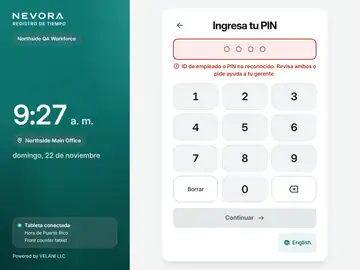 NEVORA
REGISTRO DE TIEMPO
Northside QA Workforce
9:27 a. m.
Northside Main Office
domingo, 22 de noviembre
Tableta conectada
Hora de Puerto Rico
Front counter tablet
Powered by VELANI LLC
Ingresa tu PIN
ID de empleado o PIN no reconocido. Revisa ambos o
pide ayuda a tu gerente.
1 2 3
4 5 6
7 8 9
Borrar 0
Continuar →
English